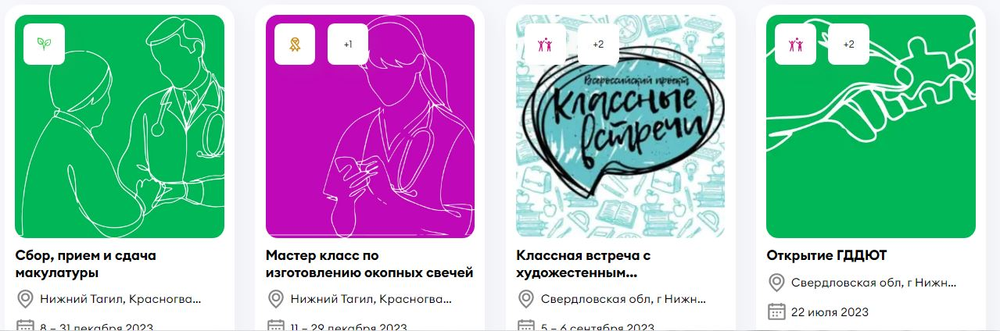 Сбор, прием и сдача
макулатуры
Нижний Тагил, Красногва...
8 – 31 декабря 2023
+1
Мастер класс по
изготовлению окопных свечей
Нижний Тагил, Красногва...
11 – 29 декабря 2023
+2
Всероссийский проект
классные
встречи
Классная встреча с
художестенным...
Свердловская обл, г Нижн...
5 – 6 сентября 2023
+2
Открытие ГДДЮТ
Свердловская обл, г Нижн...
22 июля 2023